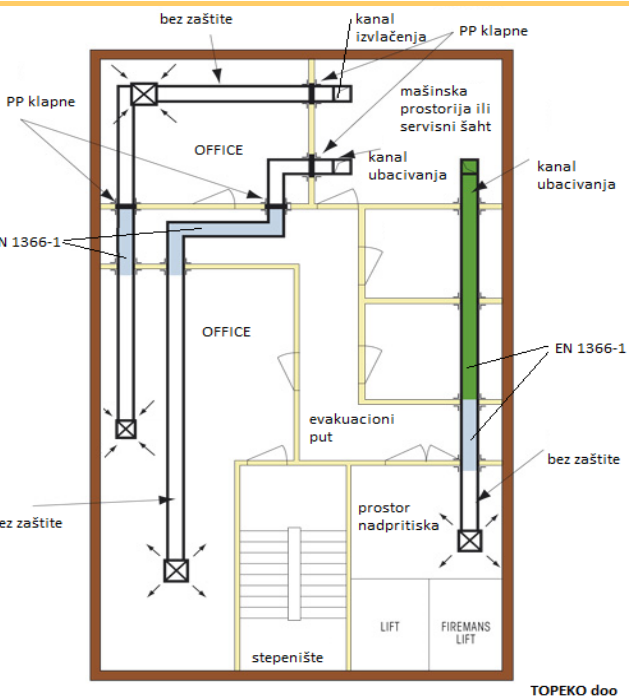 bez zaštite
kanal
izvlačenja
PP klapne
PP klapne
mašinska
prostorija ili
servisni šaht
OFFICE
kanal
ubacivanja
kanal
ubacivanja
EN 1366-1
OFFICE
EN 1366-1
evakuacioni
put
bez zaštite
prostor
nadpritiska
bez zaštite
LIFT
FIREMANS
LIFT
stepenište
TOPEKO doo